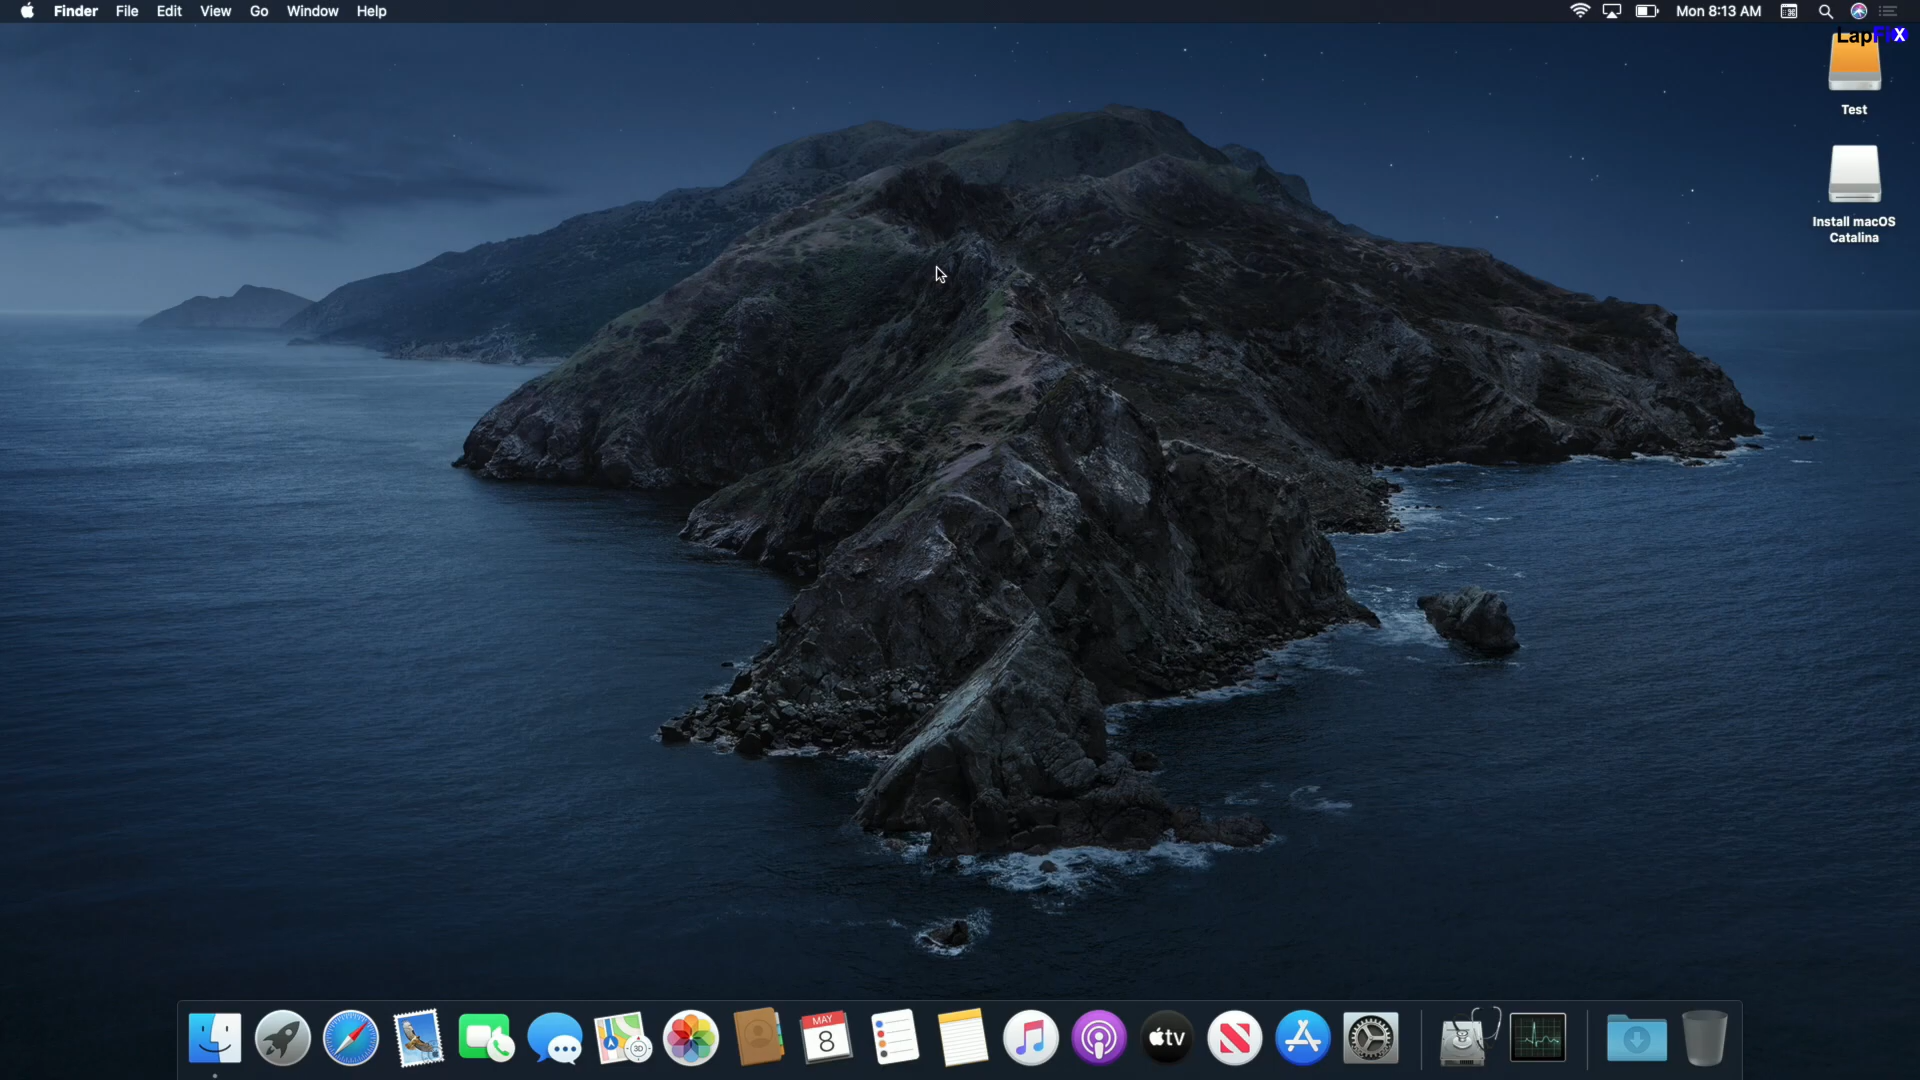 Finder File Edit View Go Window Help
Mon 8:13 AM
LapFiX
Test
Install macOS
Catalina
MAY
8
3D
tv